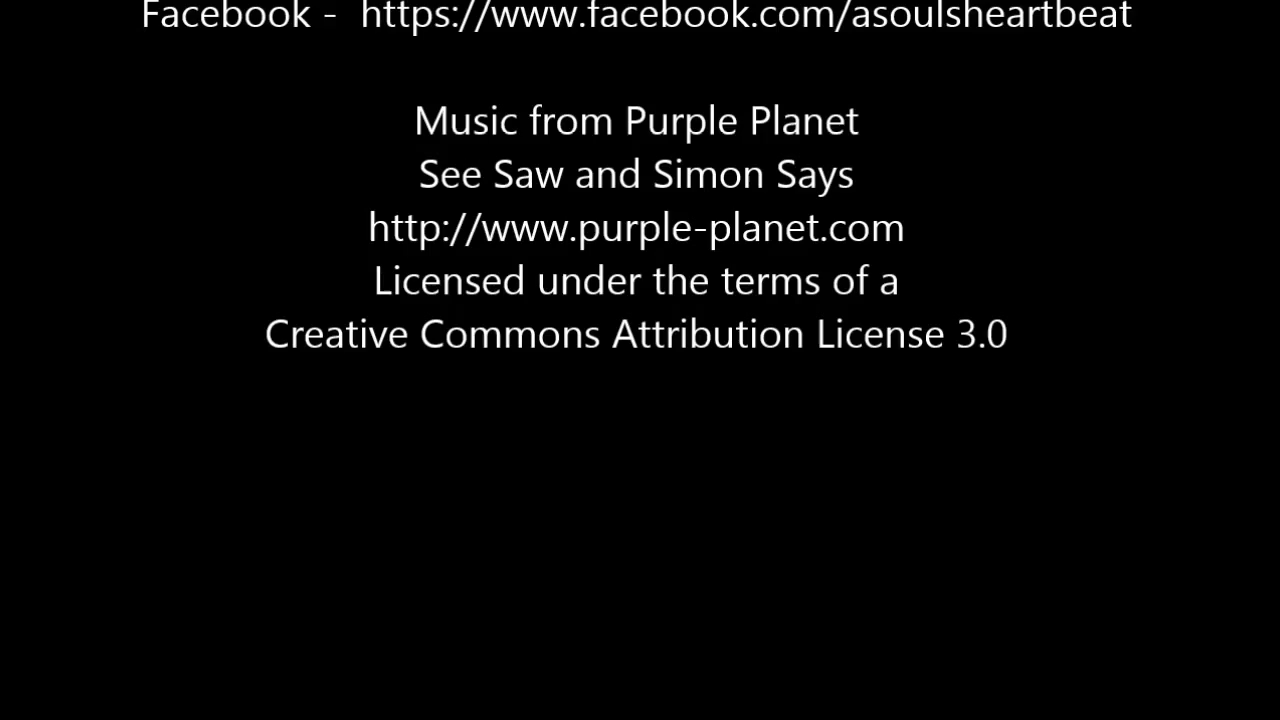 Facebook -  https://www.facebook.com/asoulsheartbeat
Music from Purple Planet
See Saw and Simon Says
http://www.purple-planet.com
Licensed under the terms of a
Creative Commons Attribution License 3.0